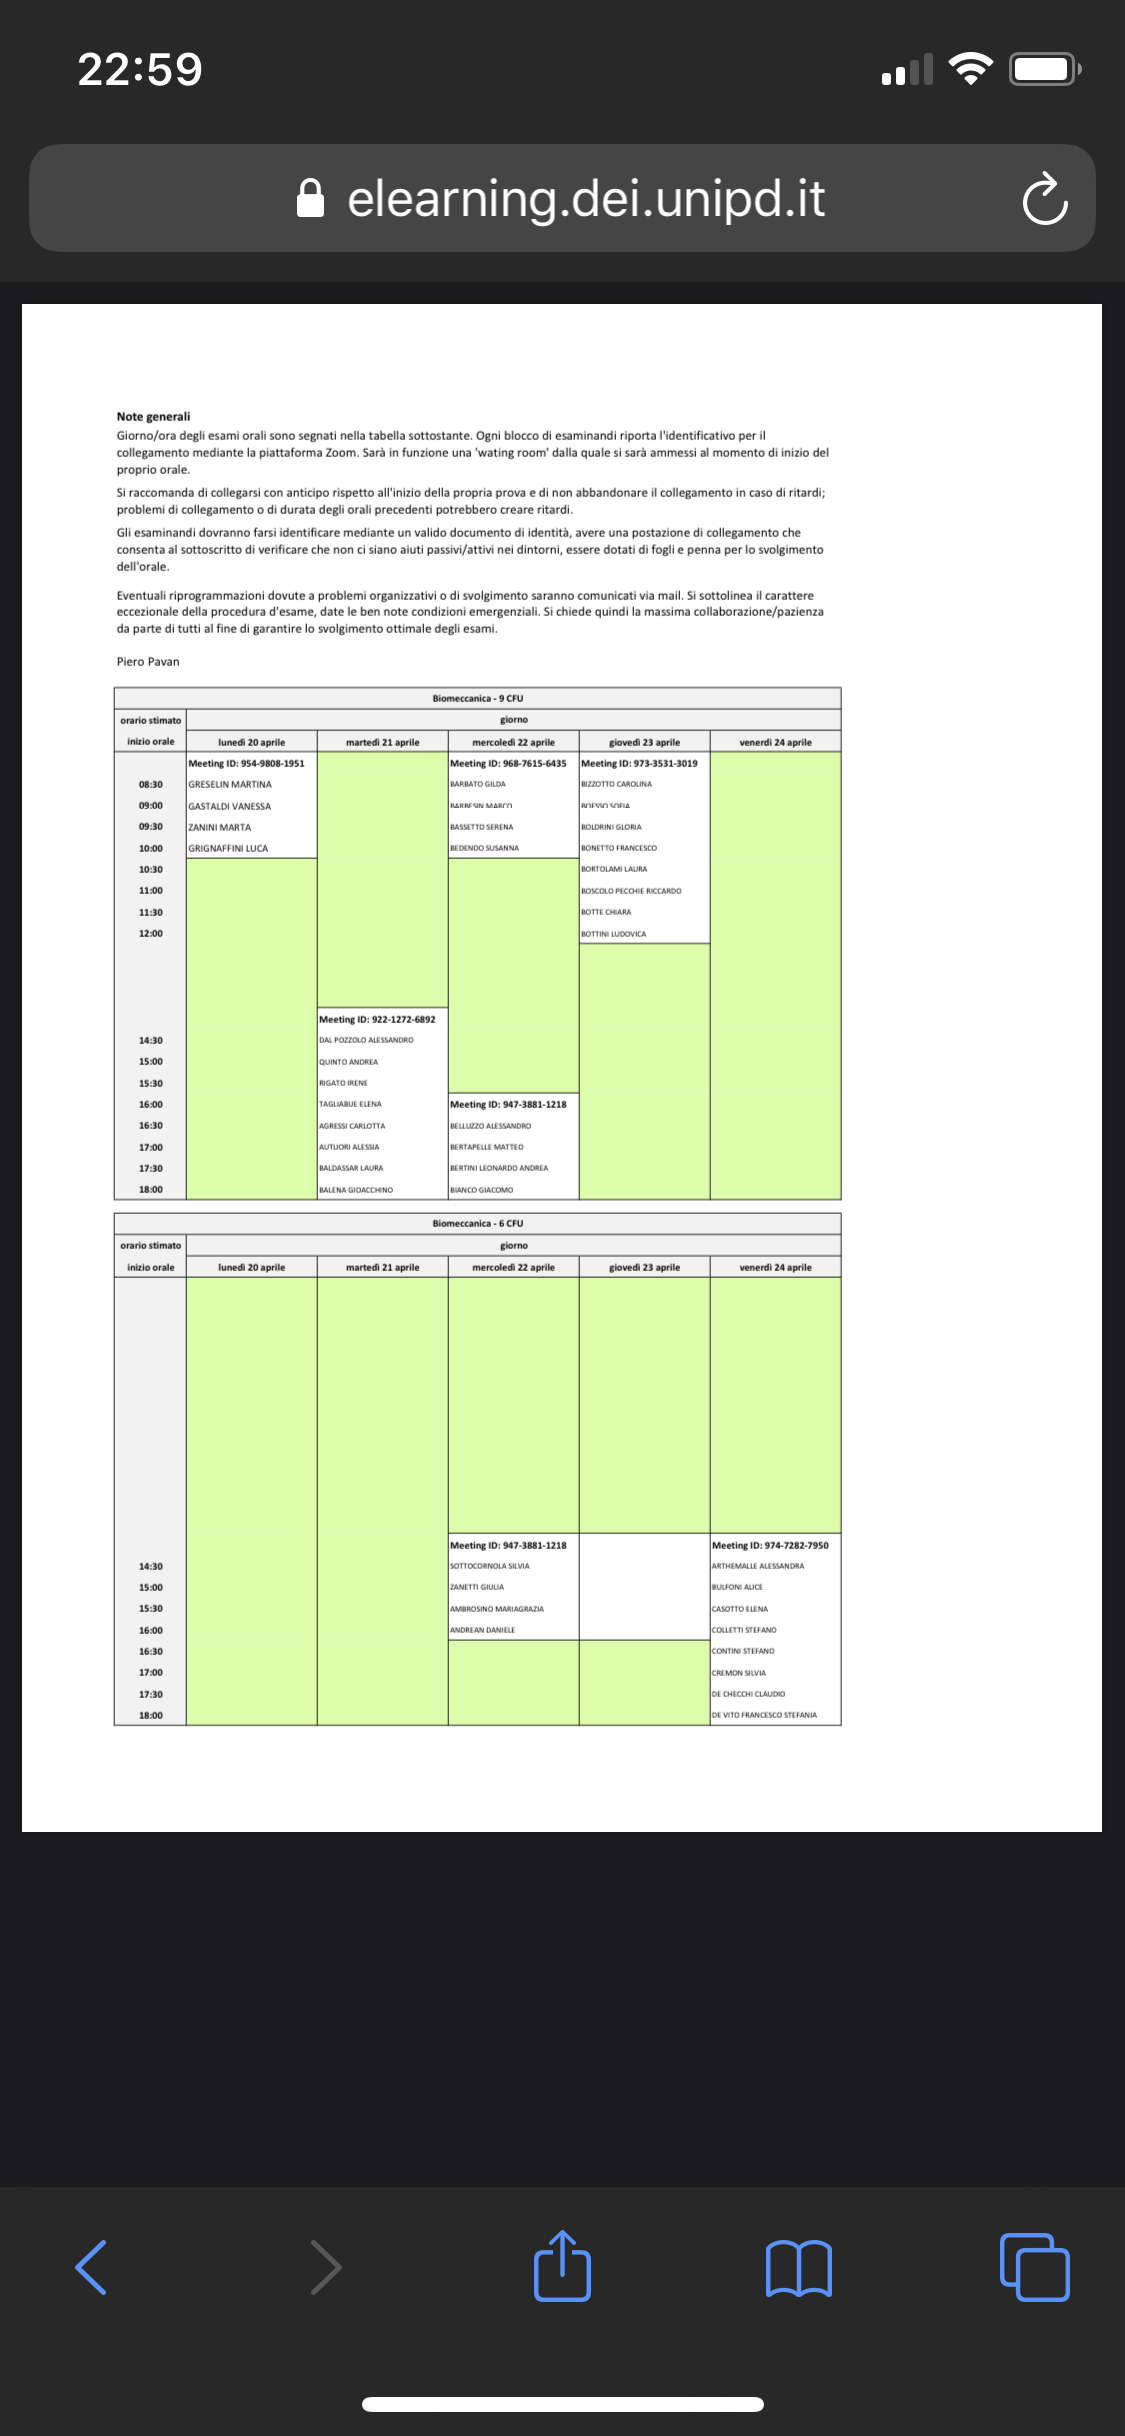 22:59
elearning.dei.unipd.it
Note generali
Giorno/ora degli esami orali sono segnati nella tabella sottostante. Ogni blocco di esaminandi riporta l'identificativo per il
collegamento mediante la piattaforma Zoom. Sarà in funzione una 'wating room' dalla quale si sarà ammessi al momento di inizio del
proprio orale.
Si raccomanda di collegarsi con anticipo rispetto all'inizio della propria prova e di non abbandonare il collegamento in caso di ritardi;
problemi di collegamento o di durata degli orali precedenti potrebbero creare ritardi.
Gli esaminandi dovranno farsi identificare mediante un valido documento di identità, avere una postazione di collegamento che
consenta al sottoscritto di verificare che non ci siano aiuti passivi/attivi nei dintorni, essere dotati di fogli e penna per lo svolgimento
dell'orale.
Eventuali riprogrammazioni dovute a problemi organizzativi o di svolgimento saranno comunicati via mail. Si sottolinea il carattere
eccezionale della procedura d'esame, date le ben note condizioni emergenziali. Si chiede quindi la massima collaborazione/pazienza
da parte di tutti al fine di garantire lo svolgimento ottimale degli esami.
Piero Pavan
Biomeccanica - 9 CFU
orario stimato giorno
inizio orale lunedì 20 aprile martedì 21 aprile mercoledì 22 aprile giovedì 23 aprile venerdì 24 aprile
Meeting ID: 954-9808-1951 Meeting ID: 968-7615-6435 Meeting ID: 973-3531-3019
08:30 GRESELIN MARTINA BARBATO GILDA BIZZOTTO CAROLINA
09:00 GASTALDI VANESSA BARBESIN MARCO BOESSO SOFIA
09:30 ZANINI MARTA BASSETTO SERENA BOLDRINI GLORIA
10:00 GRIGNAFFINI LUCA BEDENDO SUSANNA BONETTO FRANCESCO
10:30 BORTOLAMI LAURA
11:00 BOSCOLO PECCHIE RICCARDO
11:30 BOTTE CHIARA
12:00 BOTTINI LUDOVICA
Meeting ID: 922-1272-6892
14:30 DAL POZZOLO ALESSANDRO
15:00 QUINTO ANDREA
15:30 RIGATO IRENE
16:00 TAGLIABUE ELENA Meeting ID: 947-3881-1218
16:30 AGRESSI CARLOTTA BELLUZZO ALESSANDRO
17:00 AUTUORI ALESSIA BERTAPELLE MATTEO
17:30 BALDASSAR LAURA BERTINI LEONARDO ANDREA
18:00 BALENA GIOACCHINO BIANCO GIACOMO
Biomeccanica - 6 CFU
orario stimato giorno
inizio orale lunedì 20 aprile martedì 21 aprile mercoledì 22 aprile giovedì 23 aprile venerdì 24 aprile
Meeting ID: 947-3881-1218 Meeting ID: 974-7282-7950
14:30 SOTTOCORNOLA SILVIA ARTHEMALLE ALESSANDRA
15:00 ZANETTI GIULIA BULFONI ALICE
15:30 AMBROSINO MARIAGRAZIA CASOTTO ELENA
16:00 ANDREAN DANIELE COLLETTI STEFANO
16:30 CONTINI STEFANO
17:00 CREMON SILVIA
17:30 DE CHECCHI CLAUDIO
18:00 DE VITO FRANCESCO STEFANIA